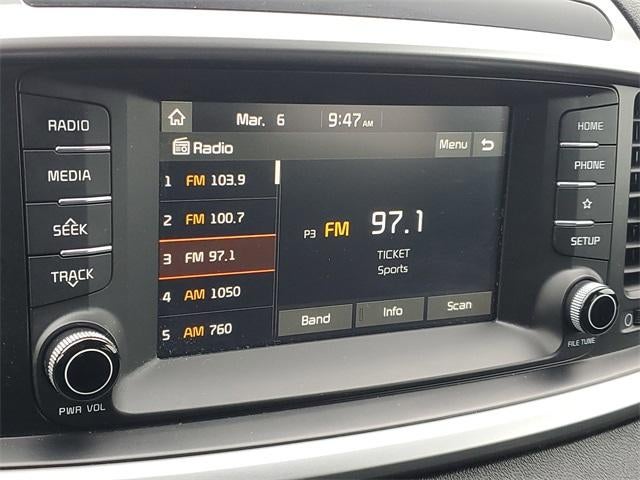 Mar. 6 9:47 AM
Radio Menu
1 FM 103.9
2 FM 100.7
3 FM 97.1
4 AM 1050
5 AM 760
P3 FM 97.1
TICKET
Sports
Band Info Scan
RADIO
MEDIA
SEEK
TRACK
PWR VOL
HOME
PHONE
SETUP
FILE TUNE